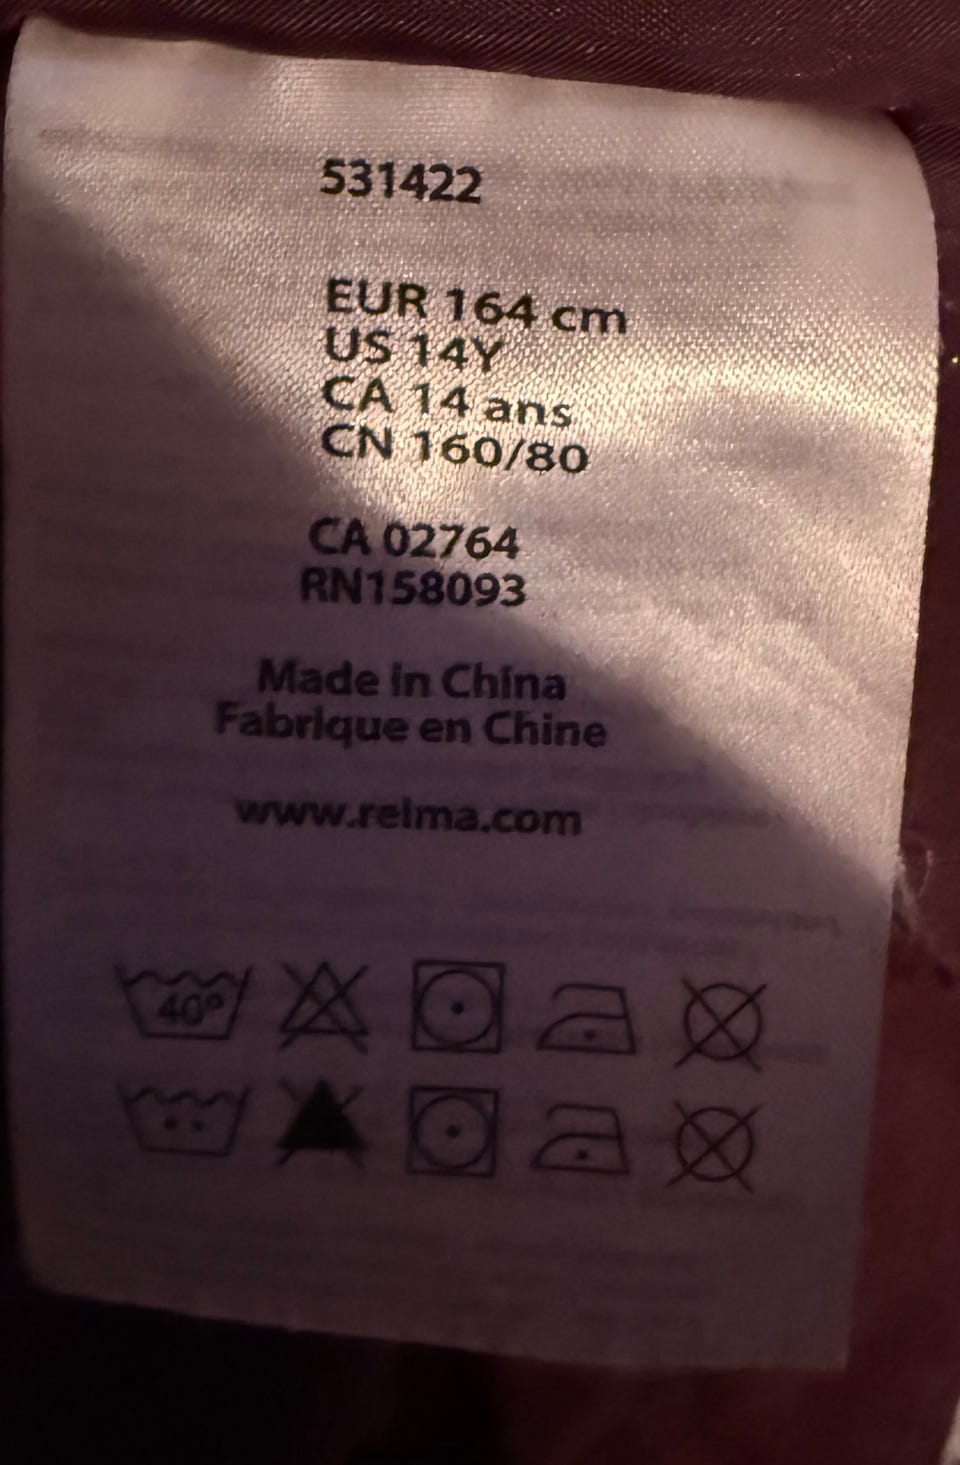 531422
EUR 164 cm
US 14Y
CA 14 ans
CN 160/80
CA 02764
RN158093
Made in China
Fabrique en Chine
www.reima.com
40°